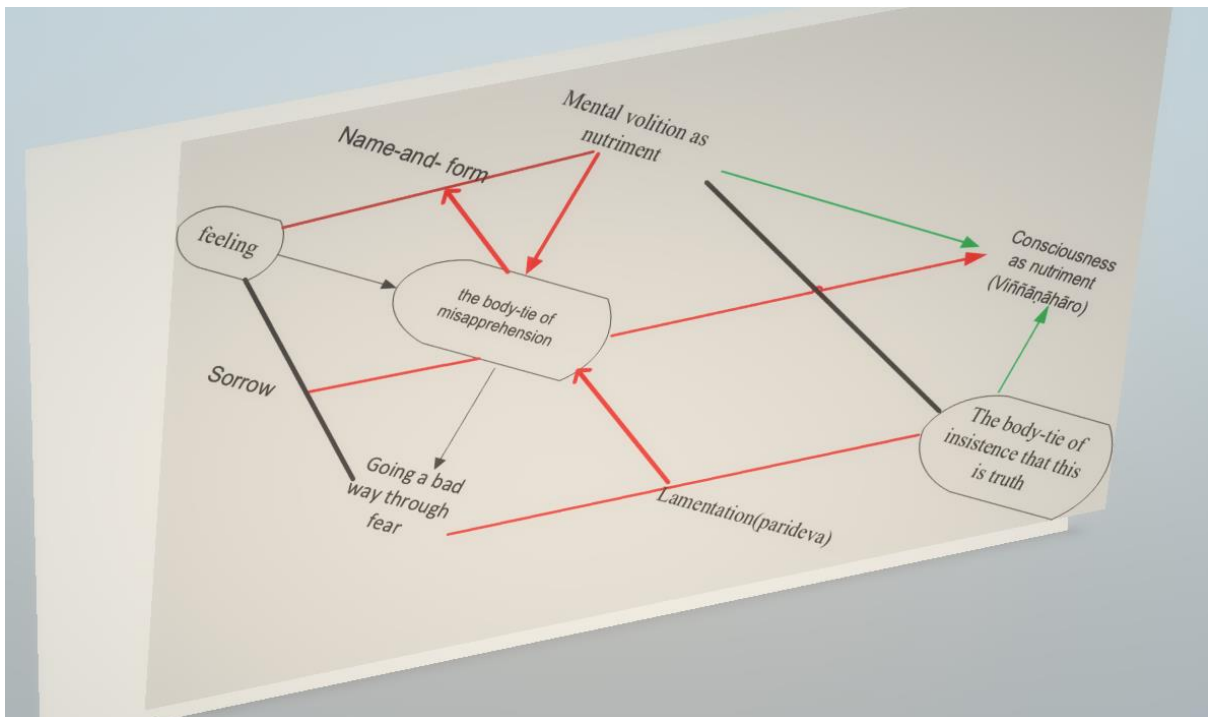 Mental volition as
nutriment
Name-and- form
feeling
Consciousness
as nutriment
(Viññāṇāhāro)
the body-tie of
misapprehension
Sorrow
The body-tie of
insistence that this
is truth
Going a bad
way through
fear
Lamentation(parideva)